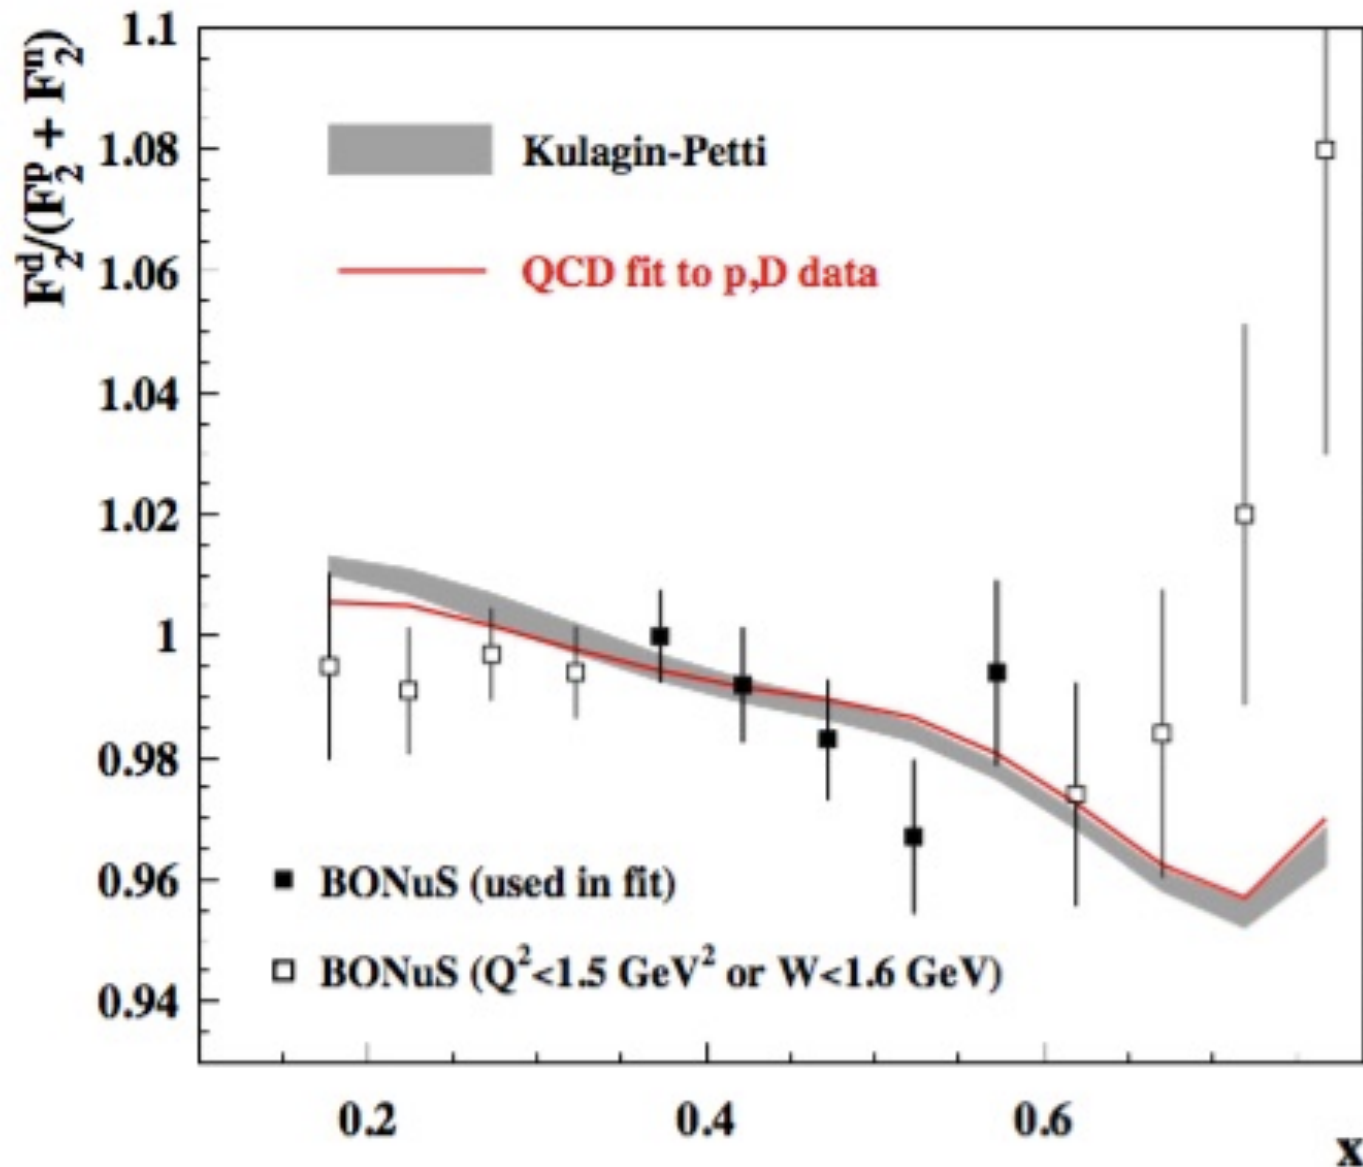 F₂ᵈ/(F₂ᵖ + F₂ⁿ)
1.1
1.08
1.06
1.04
1.02
1
0.98
0.96
0.94
Kulagin-Petti
QCD fit to p,D data
BONuS (used in fit)
BONuS (Q²<1.5 GeV² or W<1.6 GeV)
0.2 0.4 0.6
x